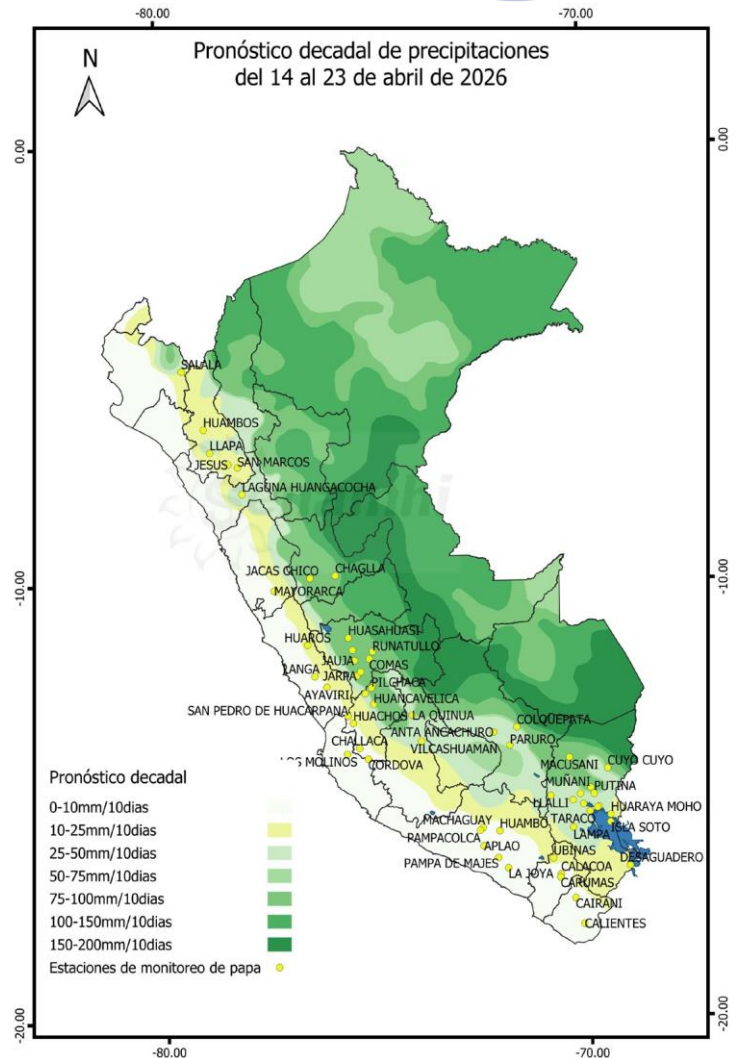 -80.00
-70.00
Pronóstico decadal de precipitaciones
del 14 al 23 de abril de 2026
N
0.00
0.00
SALALA
HUAMBOS
LLAPA
JESUS
SAN MARCOS
LAGUNA HUANGACOCHA
senamhi
-10.00
-10.00
JACAS CHICO
CHAGLLA
MAYORARCA
HUASAHUASI
HUAROS
RUNATULLO
JAUJA
COMAS
LANGA
JARPA
PILCHACA
AYAVIRI
HUANCAVELICA
SAN PEDRO DE HUACARPANA
HUACHOS
LA QUINUA
COLQUEPATA
ANTA ANCACHURO
PARURO
CHALLACA
VILCASHUAMAN
LOS MOLINOS
CORDOVA
MACUSANI
CUYO CUYO
MUÑANI
PUTINA
LLALLI
HUARAYA MOHO
TARACO
ISLA SOTO
MACHAGUAY
HUAMBO
LAMPA
RAMPACOLCA
APLAO
UBINAS
DESAGUADERO
PAMPA DE MAJES
CALACOA
LA JOYA
CARUMAS
CAIRANI
CALIENTES
Pronóstico decadal
0-10mm/10dias
10-25mm/10dias
25-50mm/10dias
50-75mm/10dias
75-100mm/10dias
100-150mm/10dias
150-200mm/10dias
Estaciones de monitoreo de papa
-20.00
-20.00
-80.00
-70.00